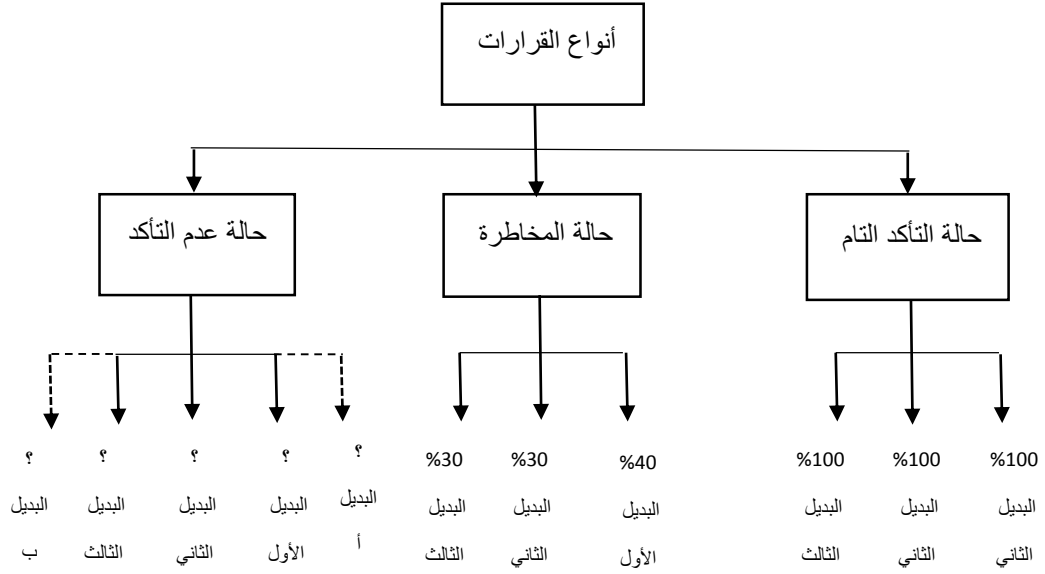 أنواع القرارات
حالة التأكد التام
حالة المخاطرة
حالة عدم التأكد
%100
البديل
الثاني
%100
البديل
الثاني
%100
البديل
الثالث
%40
البديل
الأول
%30
البديل
الثاني
%30
البديل
الثالث
؟
البديل
أ
؟
البديل
الأول
؟
البديل
الثاني
؟
البديل
الثالث
؟
البديل
ب